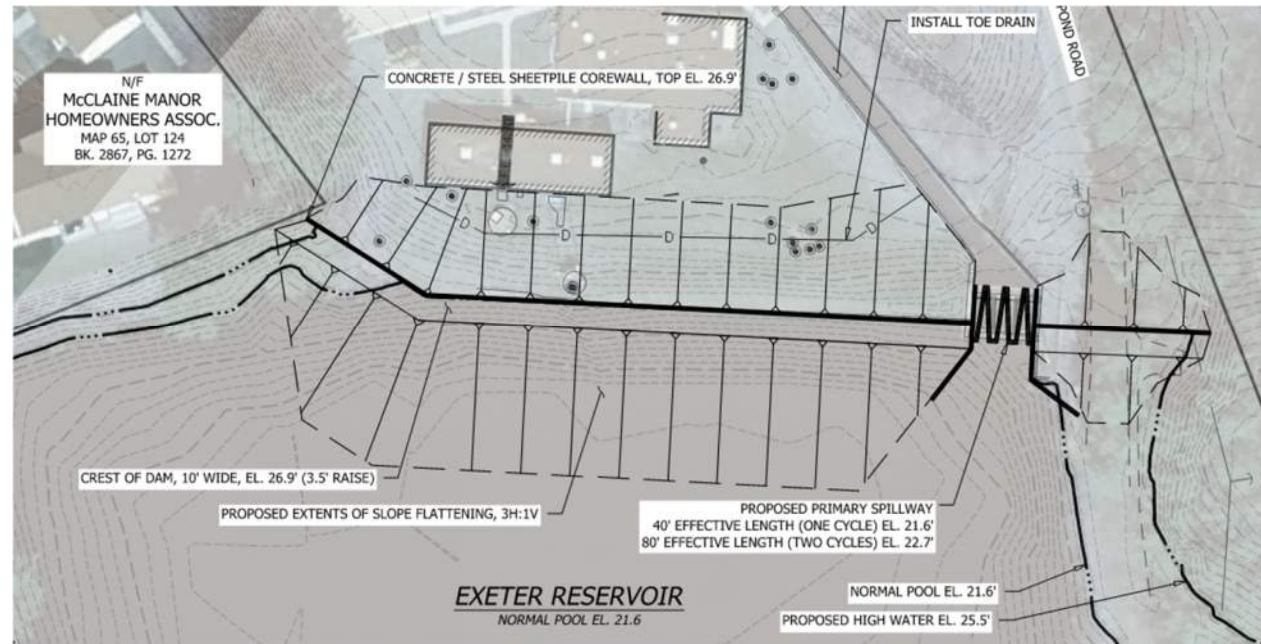 INSTALL TOE DRAIN
POND ROAD
N/F
McCLAINE MANOR
HOMEOWNERS ASSOC.
MAP 65, LOT 124
BK. 2867, PG. 1272
CONCRETE / STEEL SHEETPILE COREWALL, TOP EL. 26.9'
D
D
D
D
D
CREST OF DAM, 10' WIDE, EL. 26.9' (3.5' RAISE)
PROPOSED EXTENTS OF SLOPE FLATTENING, 3H:1V
PROPOSED PRIMARY SPILLWAY
40' EFFECTIVE LENGTH (ONE CYCLE) EL. 21.6'
80' EFFECTIVE LENGTH (TWO CYCLES) EL. 22.7'
EXETER RESERVOIR
NORMAL POOL EL. 21.6
NORMAL POOL EL. 21.6'
PROPOSED HIGH WATER EL. 25.5'